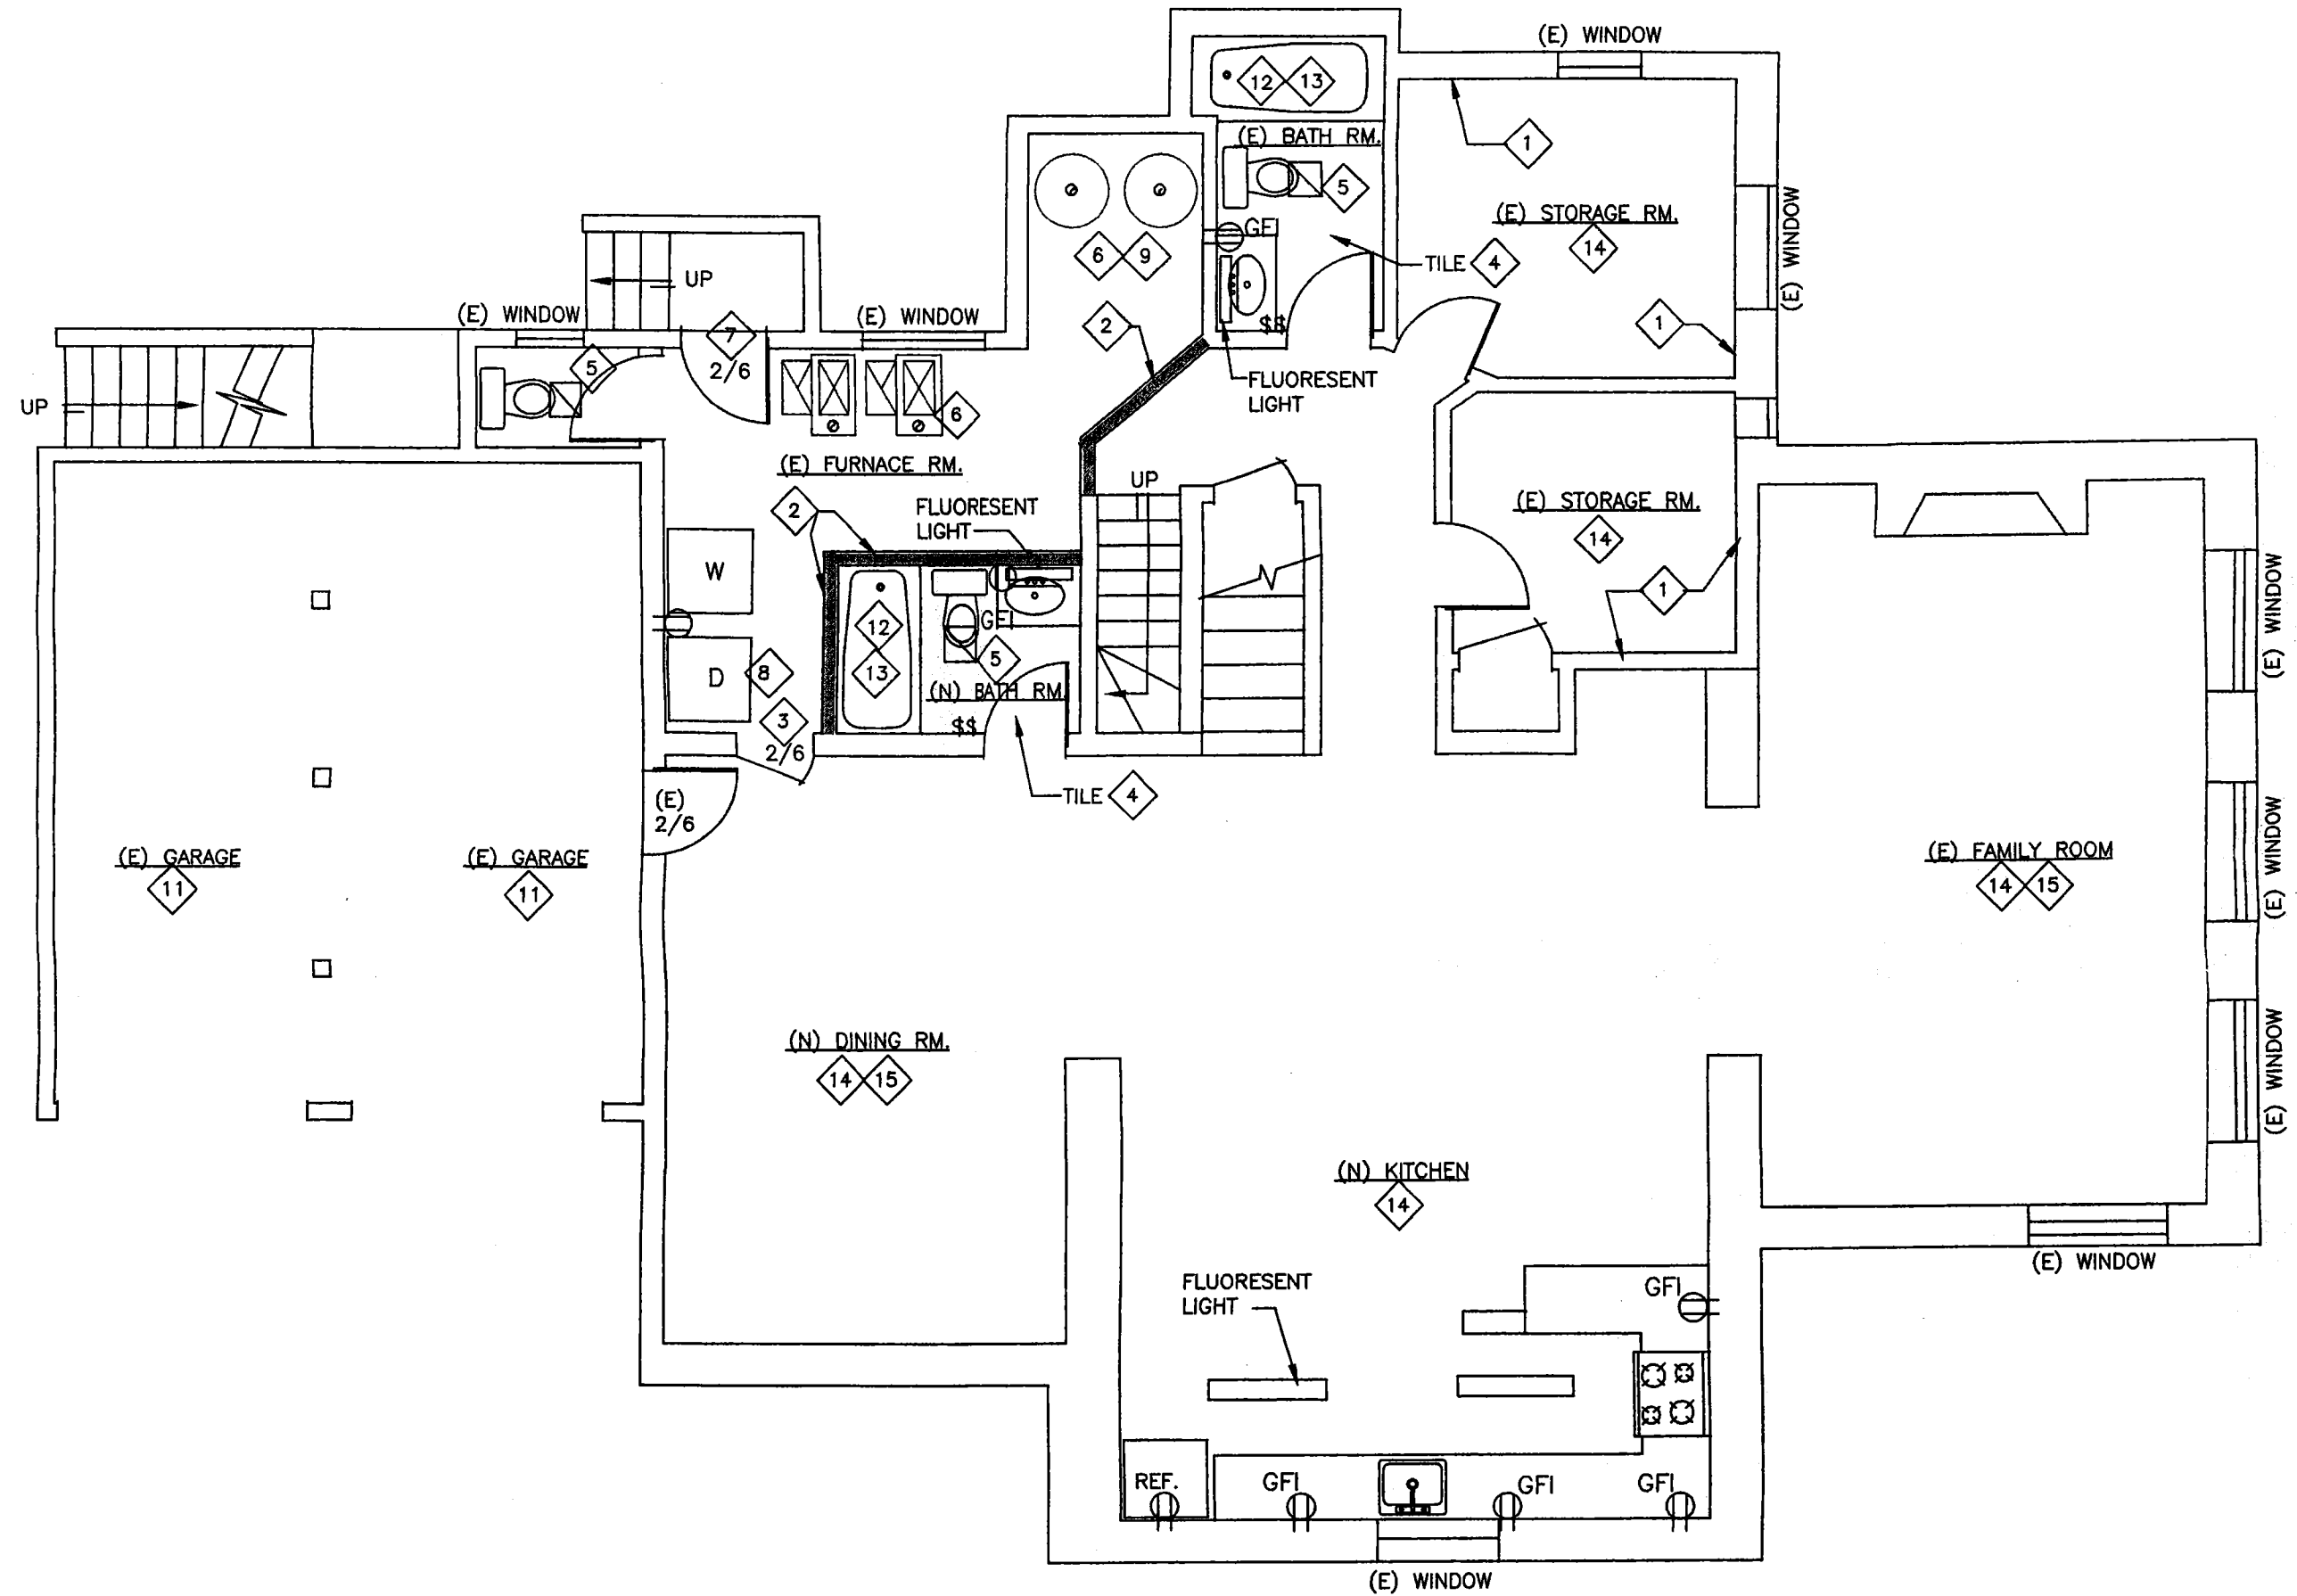 (E) WINDOW
12 13
(E) BATH RM.
1
5
(E) STORAGE RM.
14
GFI
6 9
TILE 4
(E) WINDOW
UP
(E) WINDOW
(E) WINDOW
7
2/6
2
$$
1
5
FLUORESENT
LIGHT
UP
6
(E) FURNACE RM.
UP
2
FLUORESENT
LIGHT
(E) STORAGE RM.
14
W
1
(E) WINDOW
12
GFI
13
5
D
8
(N) BATH RM.
3
2/6
$$
TILE 4
(E)
2/6
(E) GARAGE
11
(E) GARAGE
11
(E) FAMILY ROOM
14 15
(E) WINDOW
(N) DINING RM.
14 15
(E) WINDOW
(N) KITCHEN
14
(E) WINDOW
FLUORESENT
LIGHT
GFI
REF.
GFI
GFI
GFI
(E) WINDOW